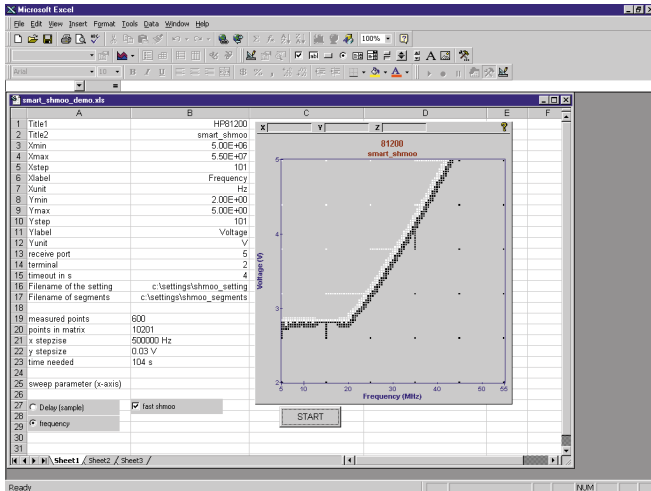 Microsoft Excel
File Edit View Insert Format Tools Data Window Help
100%
Arial 10 B I U $ % ,
=
smart_shmoo_demo.xls
A B C D E F
1 Title1 HP81200
2 Title2 smart_shmoo
3 Xmin 5.00E+06
4 Xmax 5.50E+07
5 Xstep 101
6 Xlabel Frequency
7 Xunit Hz
8 Ymin 2.00E+00
9 Ymax 5.00E+00
10 Ystep 101
11 Ylabel Voltage
12 Yunit V
13 receive port 5
14 terminal 2
15 timeout in s 4
16 Filename of the setting c:\settings\shmoo_setting
17 Filename of segments c:\settings\shmoo_segments
18
19 measured points 600
20 points in matrix 10201
21 x stepzise 500000 Hz
22 y stepsize 0.03 V
23 time needed 104 s
24
25 sweep parameter (x-axis)
26
27 Delay (sample) fast shmoo
28
29 frequency
30
31
X Y Z ?
81200
smart_shmoo
Voltage (V)
5
4
3
2
5 10 20 30 40 50 55
Frequency (MHz)
START
Sheet1 Sheet2 Sheet3
Ready NUM